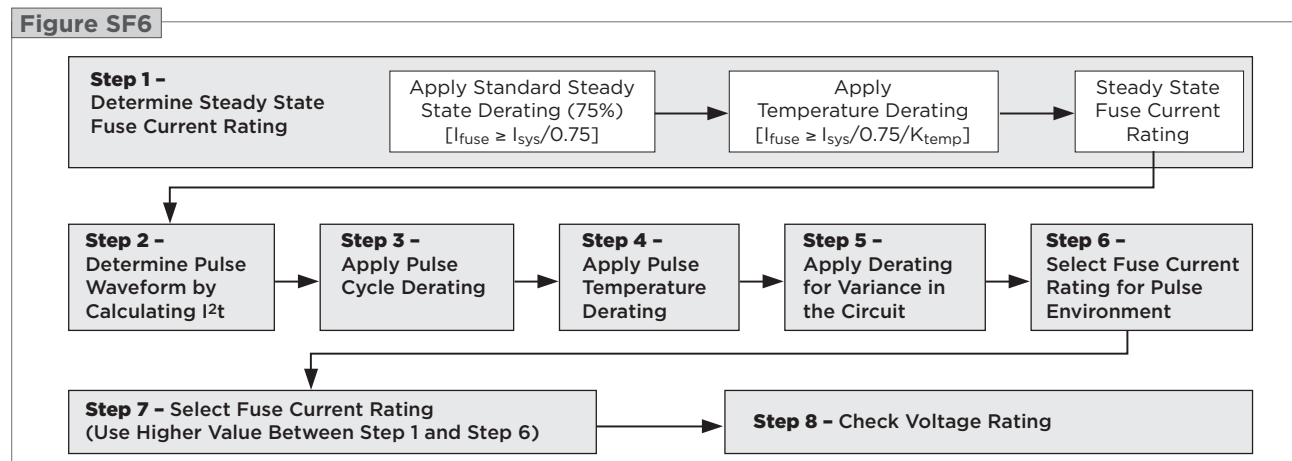 Figure SF6
Step 1 –
Determine Steady State
Fuse Current Rating
Apply Standard Steady
State Derating (75%)
[Ifuse ≥ Isys/0.75]
Apply
Temperature Derating
[Ifuse ≥ Isys/0.75/Ktemp]
Steady State
Fuse Current
Rating
Step 2 –
Determine Pulse
Waveform by
Calculating I²t
Step 3 –
Apply Pulse
Cycle Derating
Step 4 –
Apply Pulse
Temperature
Derating
Step 5 –
Apply Derating
for Variance in
the Circuit
Step 6 –
Select Fuse Current
Rating for Pulse
Environment
Step 7 – Select Fuse Current Rating
(Use Higher Value Between Step 1 and Step 6)
Step 8 – Check Voltage Rating